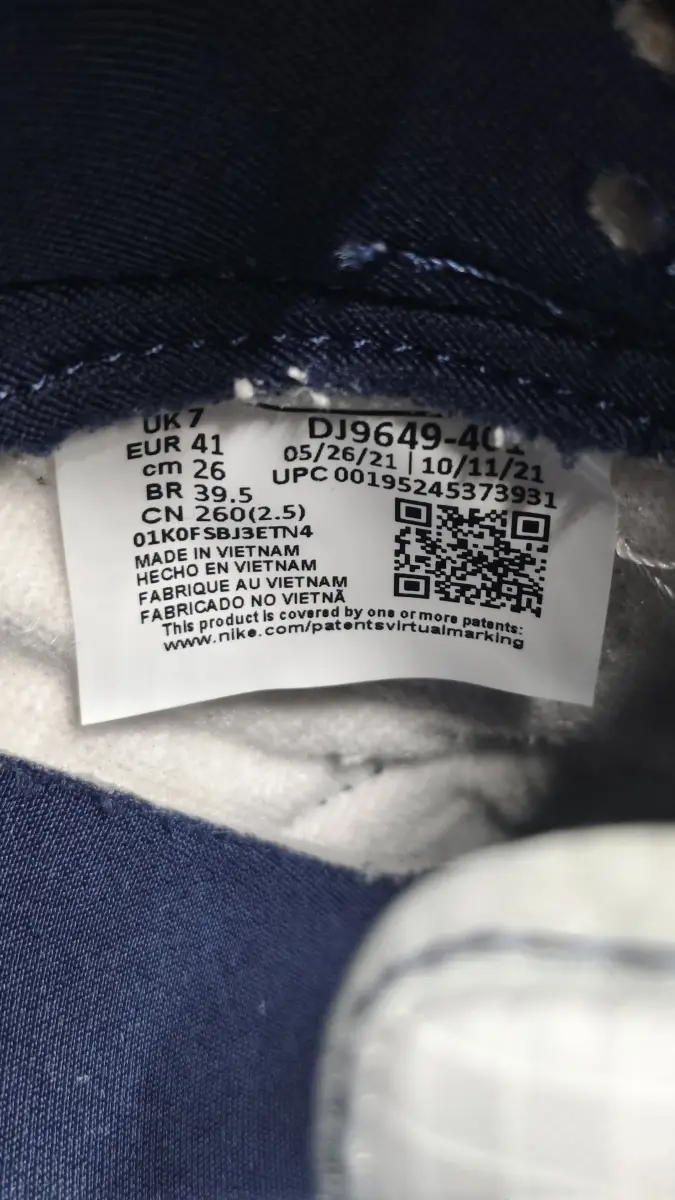 UK 7
EUR 41
cm 26
BR 39.5
CN 260(2.5)
01K0FSBJ3ETN4
DJ9649-401
05/26/21 | 10/11/21
UPC 00195245373931
MADE IN VIETNAM
HECHO EN VIETNAM
FABRIQUE AU VIETNAM
FABRICADO NO VIETNÃ
This product is covered by one or more patents:
www.nike.com/patentsvirtualmarking